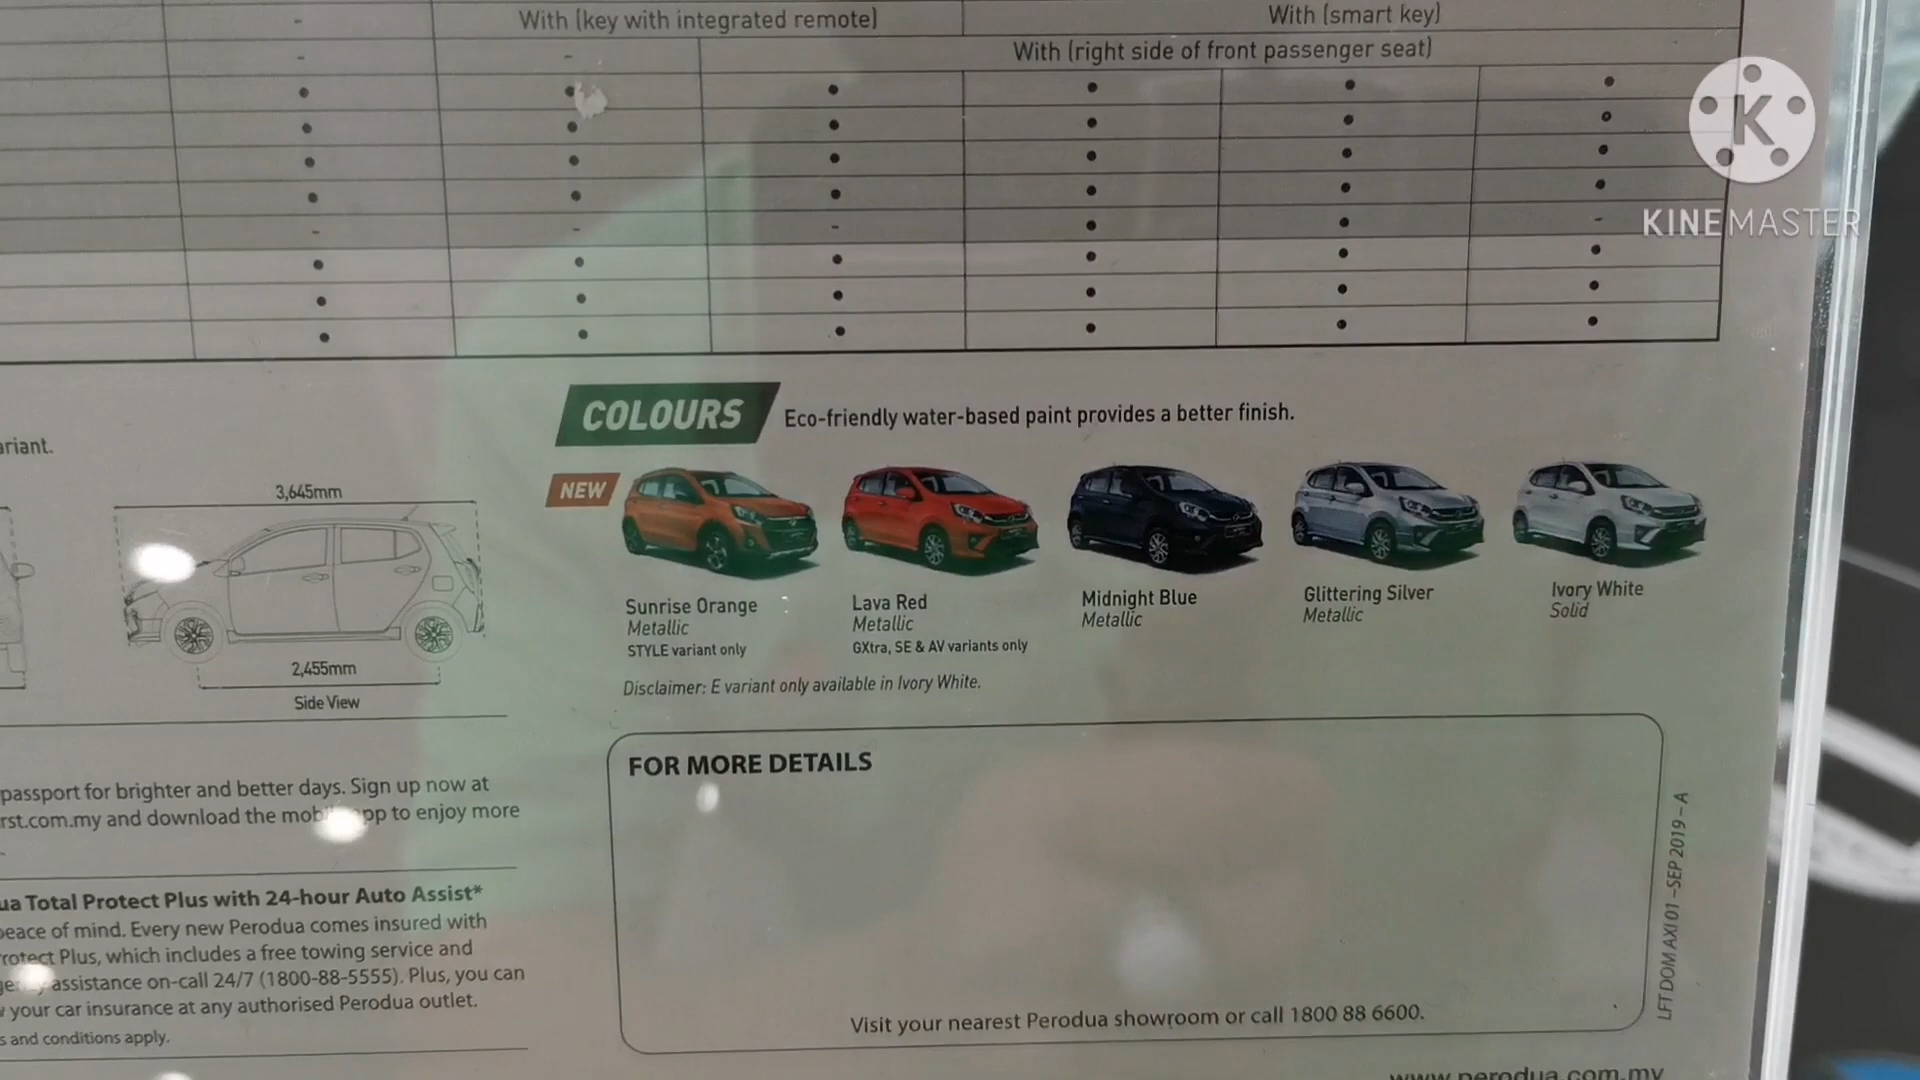 With (key with integrated remote)
With (smart key)
With (right side of front passenger seat)
KINEMASTER
COLOURS
Eco-friendly water-based paint provides a better finish.
ariant.
3,645mm
2,455mm
Side View
NEW
Sunrise Orange
Metallic
STYLE variant only
Lava Red
Metallic
GXtra, SE & AV variants only
Midnight Blue
Metallic
Glittering Silver
Metallic
Ivory White
Solid
Disclaimer: E variant only available in Ivory White.
passport for brighter and better days. Sign up now at
rst.com.my and download the mob pp to enjoy more
ua Total Protect Plus with 24-hour Auto Assist*
peace of mind. Every new Perodua comes insured with
rotect Plus, which includes a free towing service and
assistance on-call 24/7 (1800-88-5555). Plus, you can
your car insurance at any authorised Perodua outlet.
s and conditions apply.
FOR MORE DETAILS
Visit your nearest Perodua showroom or call 1800 88 6600.
LFT DOM AXI 01 –SEP 2019 – A
www.perodua.com.my